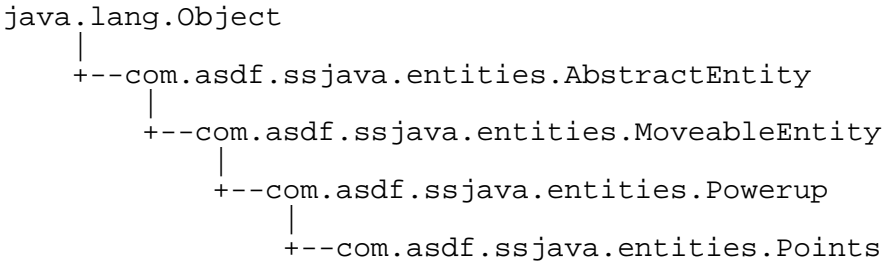 java.lang.Object
|
+--com.asdf.ssjava.entities.AbstractEntity
|
+--com.asdf.ssjava.entities.MoveableEntity
|
+--com.asdf.ssjava.entities.Powerup
|
+--com.asdf.ssjava.entities.Points